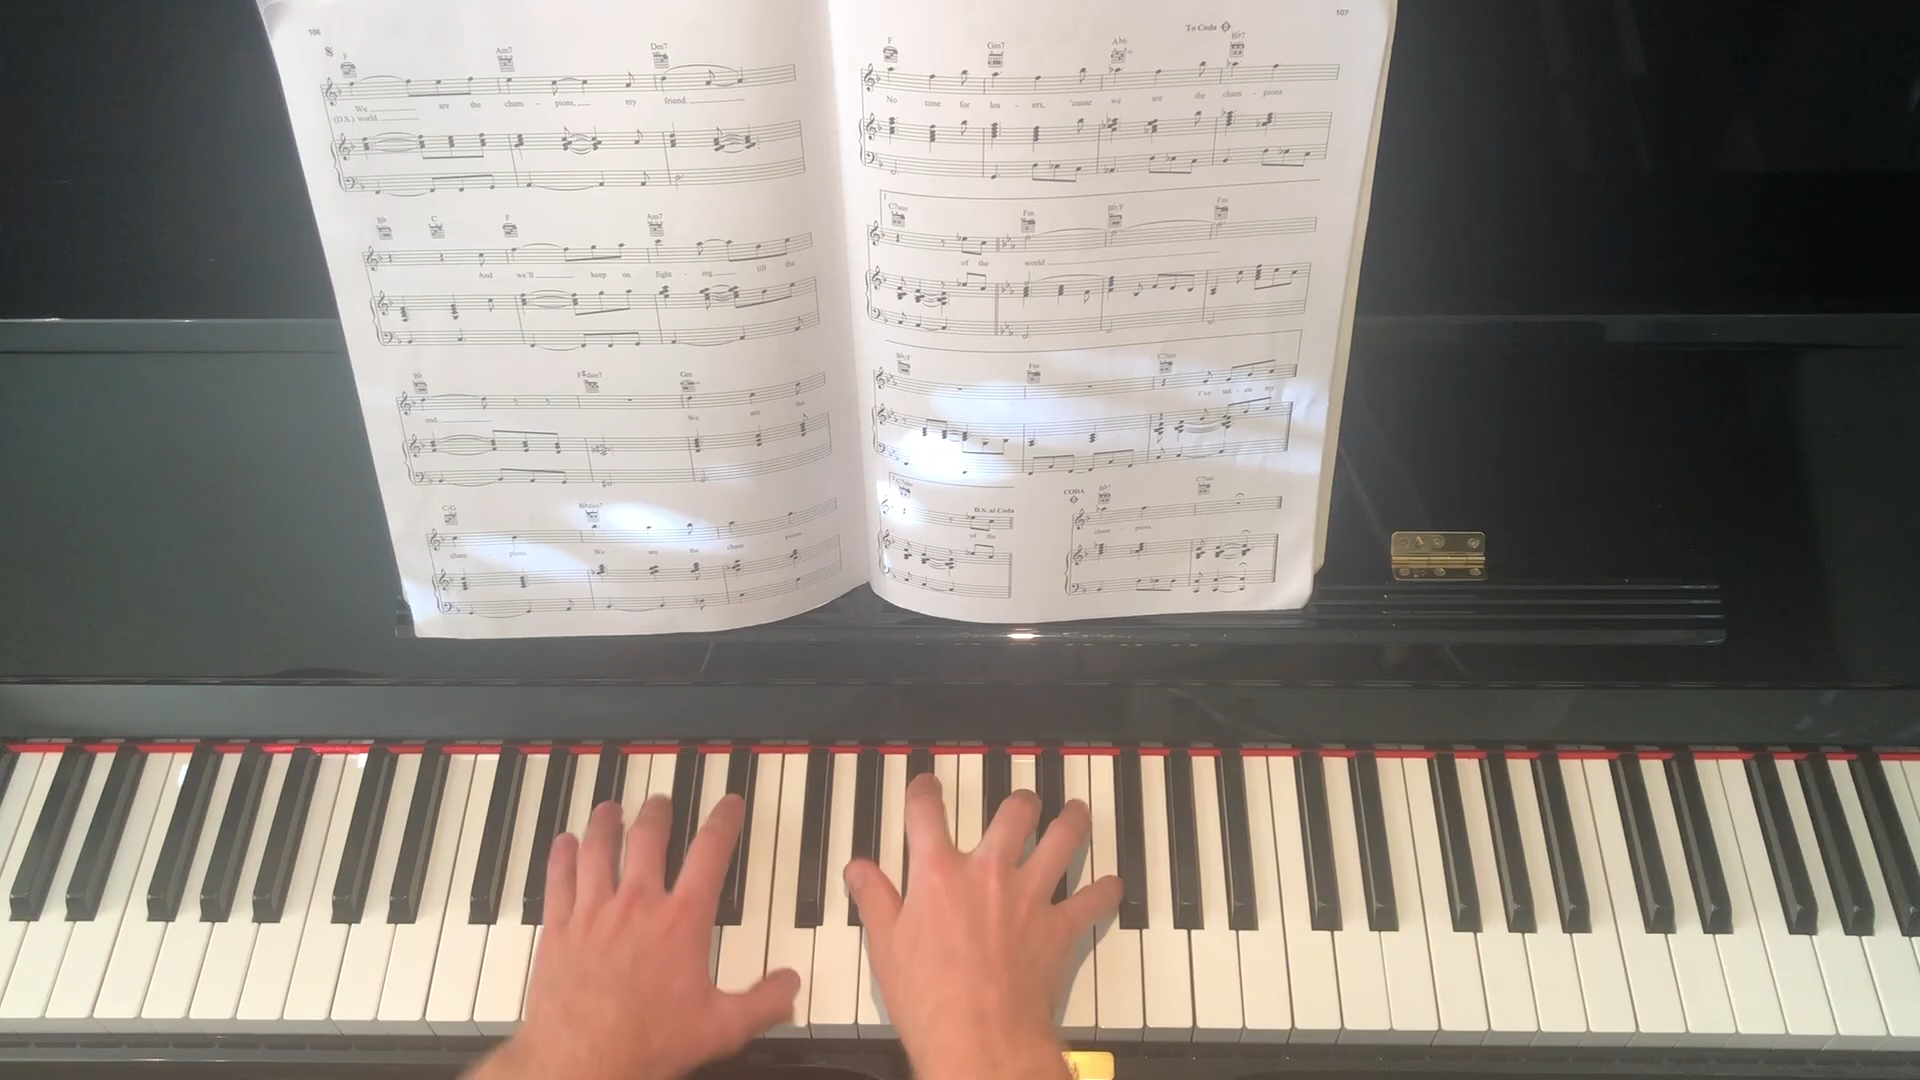 106
F Am7 Dm7
We are the cham - pions, my friend.
(D.S.) world
B♭ C F Am7
And we'll keep on fight - ing till the
B♭ F♯dim7 Gm
end. We are the
C/G B♭dim7
cham pions. We are the cham - pions.
107
To Coda
F Gm7 A♭6 B♭7
No time for los - ers, 'cause we are the cham - pions
1.
C7sus Fm B♭/F Fm
of the world
B♭/F Fm C7sus
I've tak - en my
2.
C7sus
D.S. al Coda
of the
CODA
B♭7 C7sus
cham - pions